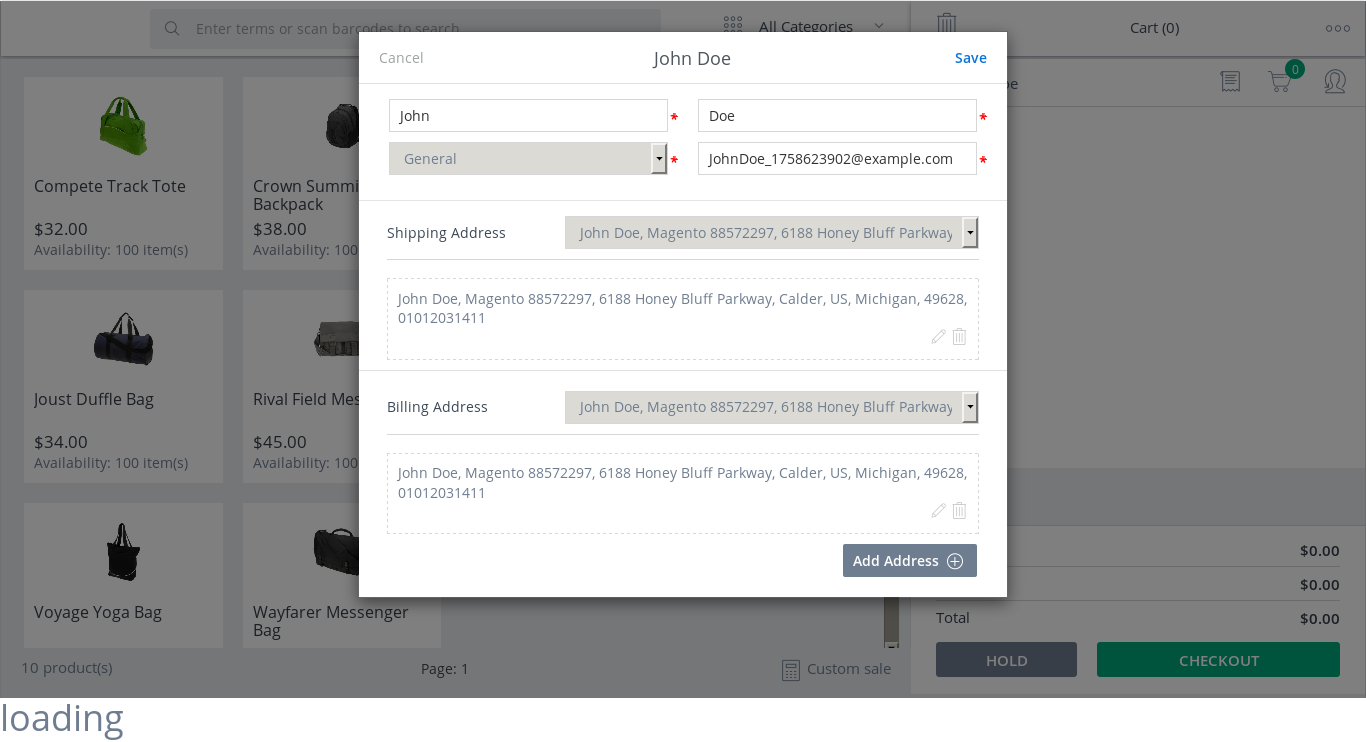 Enter terms or scan barcodes to search
All Categories
Cart (0)
Cancel
John Doe
Save
0
John
*
Doe
*
General
*
JohnDoe_1758623902@example.com
*
Shipping Address
John Doe, Magento 88572297, 6188 Honey Bluff Parkway
John Doe, Magento 88572297, 6188 Honey Bluff Parkway, Calder, US, Michigan, 49628,
01012031411
Billing Address
John Doe, Magento 88572297, 6188 Honey Bluff Parkway
John Doe, Magento 88572297, 6188 Honey Bluff Parkway, Calder, US, Michigan, 49628,
01012031411
Add Address
Compete Track Tote
$32.00
Availability: 100 item(s)
Crown Summi
Backpack
$38.00
Availability: 100
Joust Duffle Bag
$34.00
Availability: 100 item(s)
Rival Field Mes
$45.00
Availability: 100
Voyage Yoga Bag
Wayfarer Messenger
Bag
10 product(s)
Page: 1
Custom sale
$0.00
$0.00
Total
$0.00
HOLD
CHECKOUT
loading